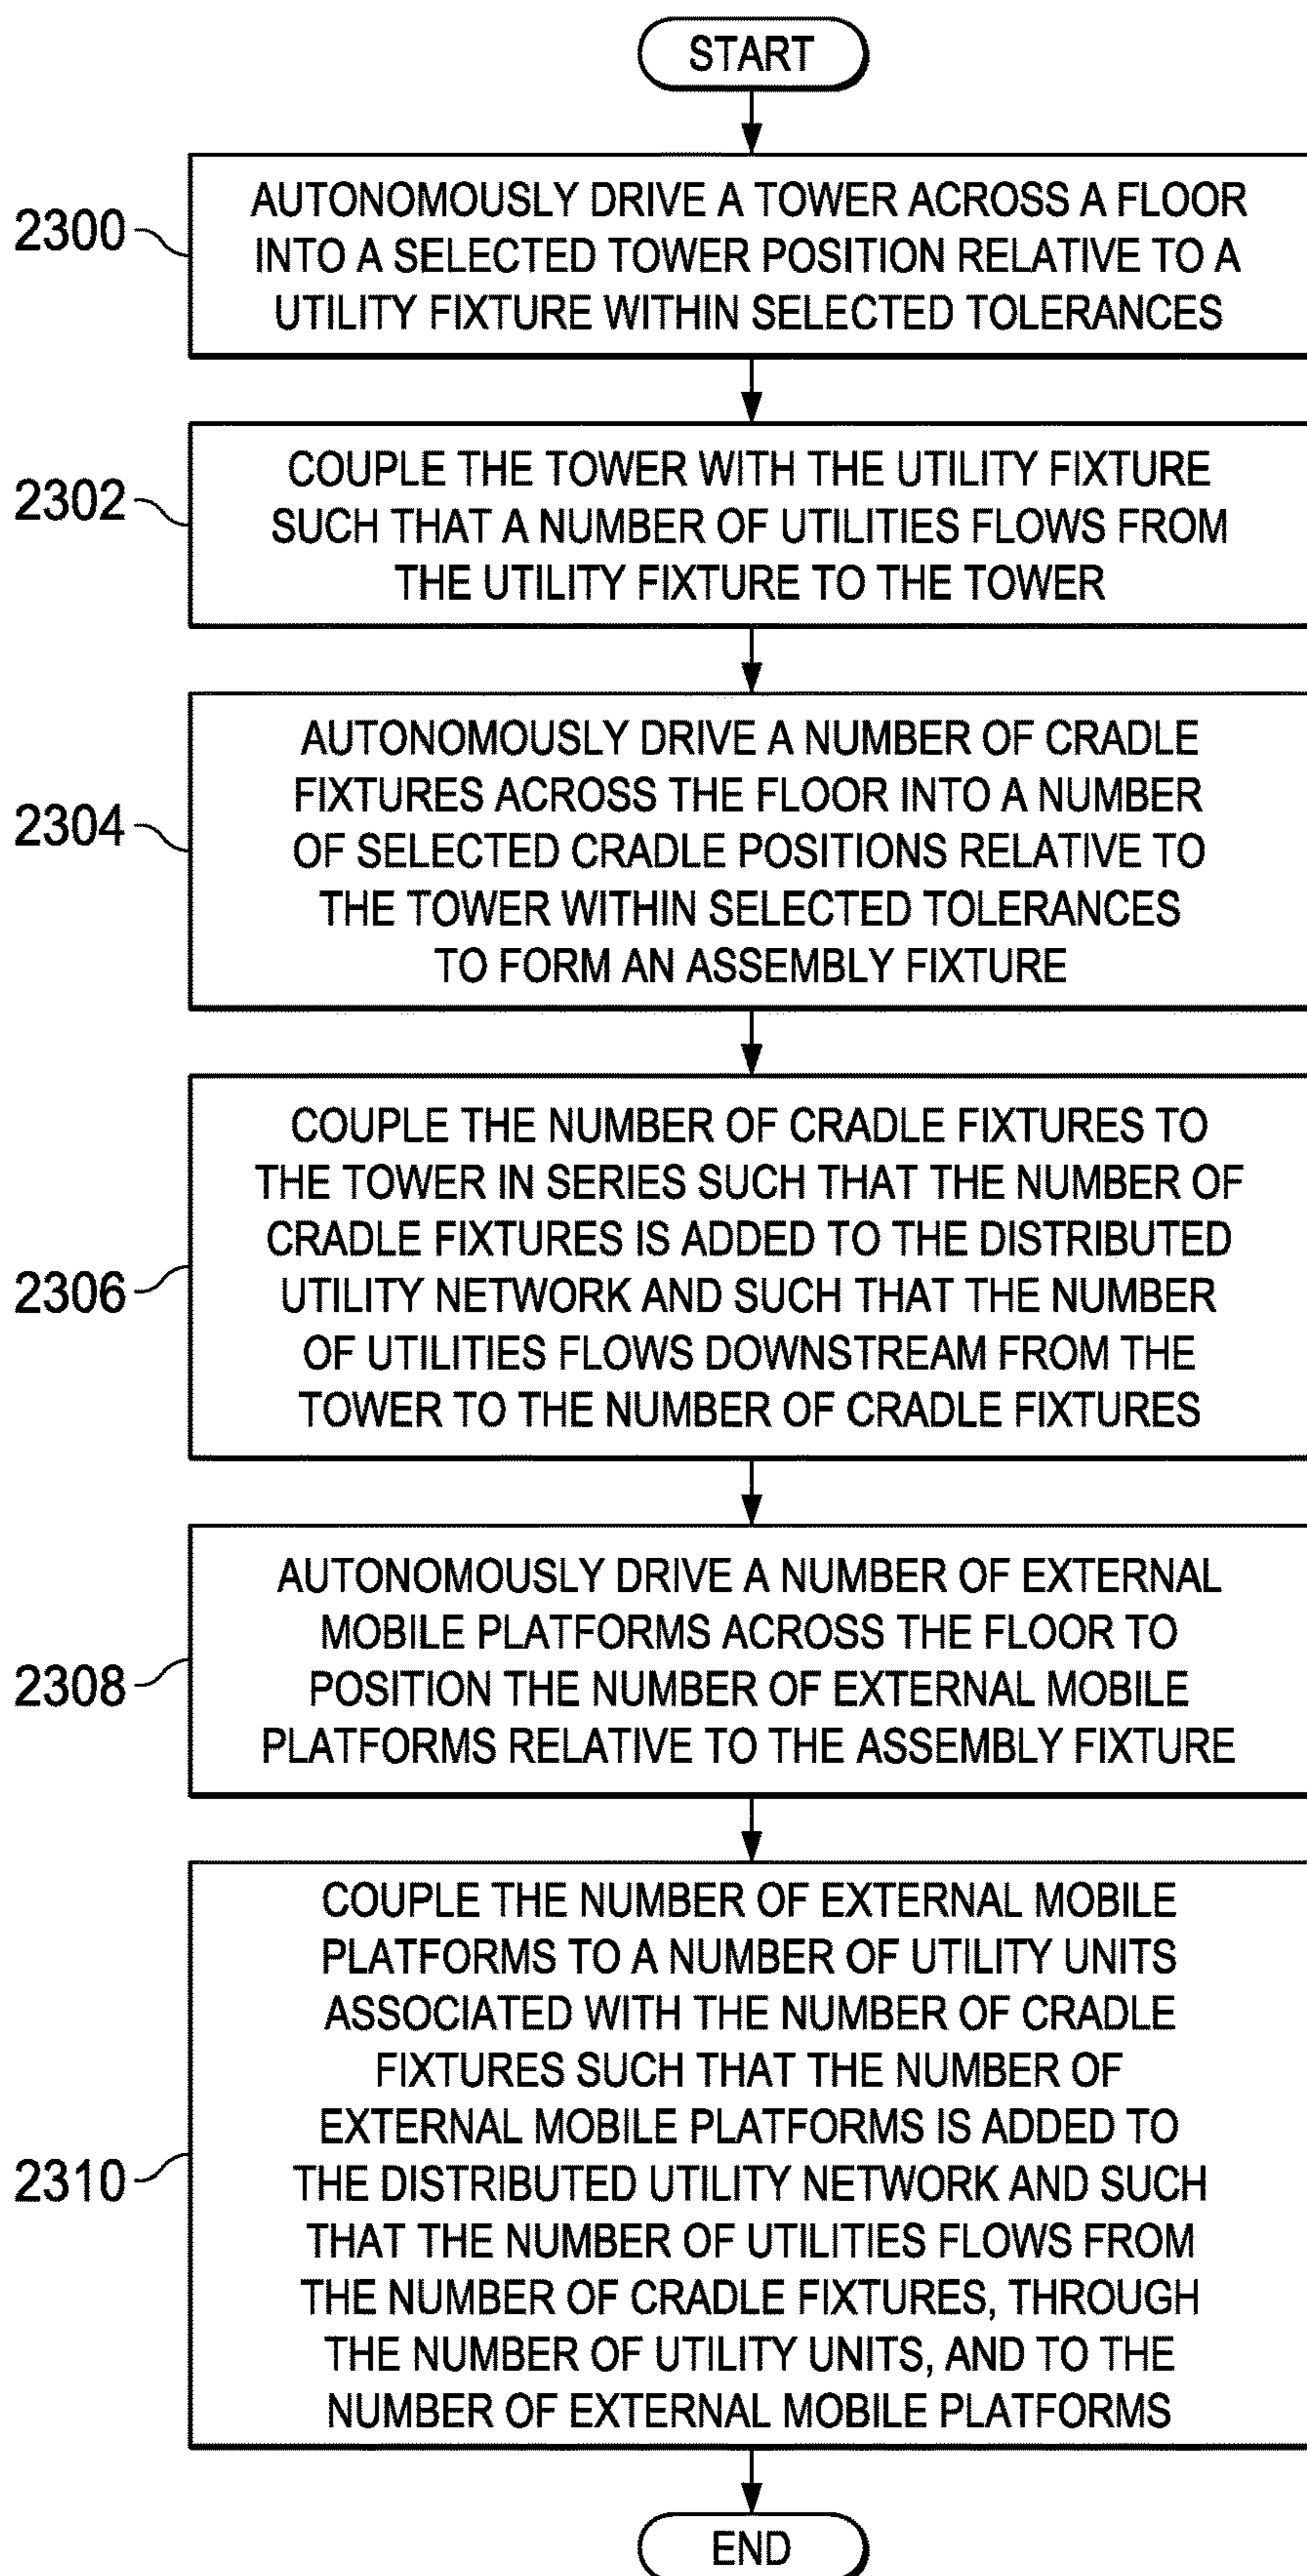 START
2300
AUTONOMOUSLY DRIVE A TOWER ACROSS A FLOOR
INTO A SELECTED TOWER POSITION RELATIVE TO A
UTILITY FIXTURE WITHIN SELECTED TOLERANCES
2302
COUPLE THE TOWER WITH THE UTILITY FIXTURE
SUCH THAT A NUMBER OF UTILITIES FLOWS FROM
THE UTILITY FIXTURE TO THE TOWER
2304
AUTONOMOUSLY DRIVE A NUMBER OF CRADLE
FIXTURES ACROSS THE FLOOR INTO A NUMBER
OF SELECTED CRADLE POSITIONS RELATIVE TO
THE TOWER WITHIN SELECTED TOLERANCES
TO FORM AN ASSEMBLY FIXTURE
2306
COUPLE THE NUMBER OF CRADLE FIXTURES TO
THE TOWER IN SERIES SUCH THAT THE NUMBER OF
CRADLE FIXTURES IS ADDED TO THE DISTRIBUTED
UTILITY NETWORK AND SUCH THAT THE NUMBER
OF UTILITIES FLOWS DOWNSTREAM FROM THE
TOWER TO THE NUMBER OF CRADLE FIXTURES
2308
AUTONOMOUSLY DRIVE A NUMBER OF EXTERNAL
MOBILE PLATFORMS ACROSS THE FLOOR TO
POSITION THE NUMBER OF EXTERNAL MOBILE
PLATFORMS RELATIVE TO THE ASSEMBLY FIXTURE
2310
COUPLE THE NUMBER OF EXTERNAL MOBILE
PLATFORMS TO A NUMBER OF UTILITY UNITS
ASSOCIATED WITH THE NUMBER OF CRADLE
FIXTURES SUCH THAT THE NUMBER OF
EXTERNAL MOBILE PLATFORMS IS ADDED TO
THE DISTRIBUTED UTILITY NETWORK AND SUCH
THAT THE NUMBER OF UTILITIES FLOWS FROM
THE NUMBER OF CRADLE FIXTURES, THROUGH
THE NUMBER OF UTILITY UNITS, AND TO THE
NUMBER OF EXTERNAL MOBILE PLATFORMS
END